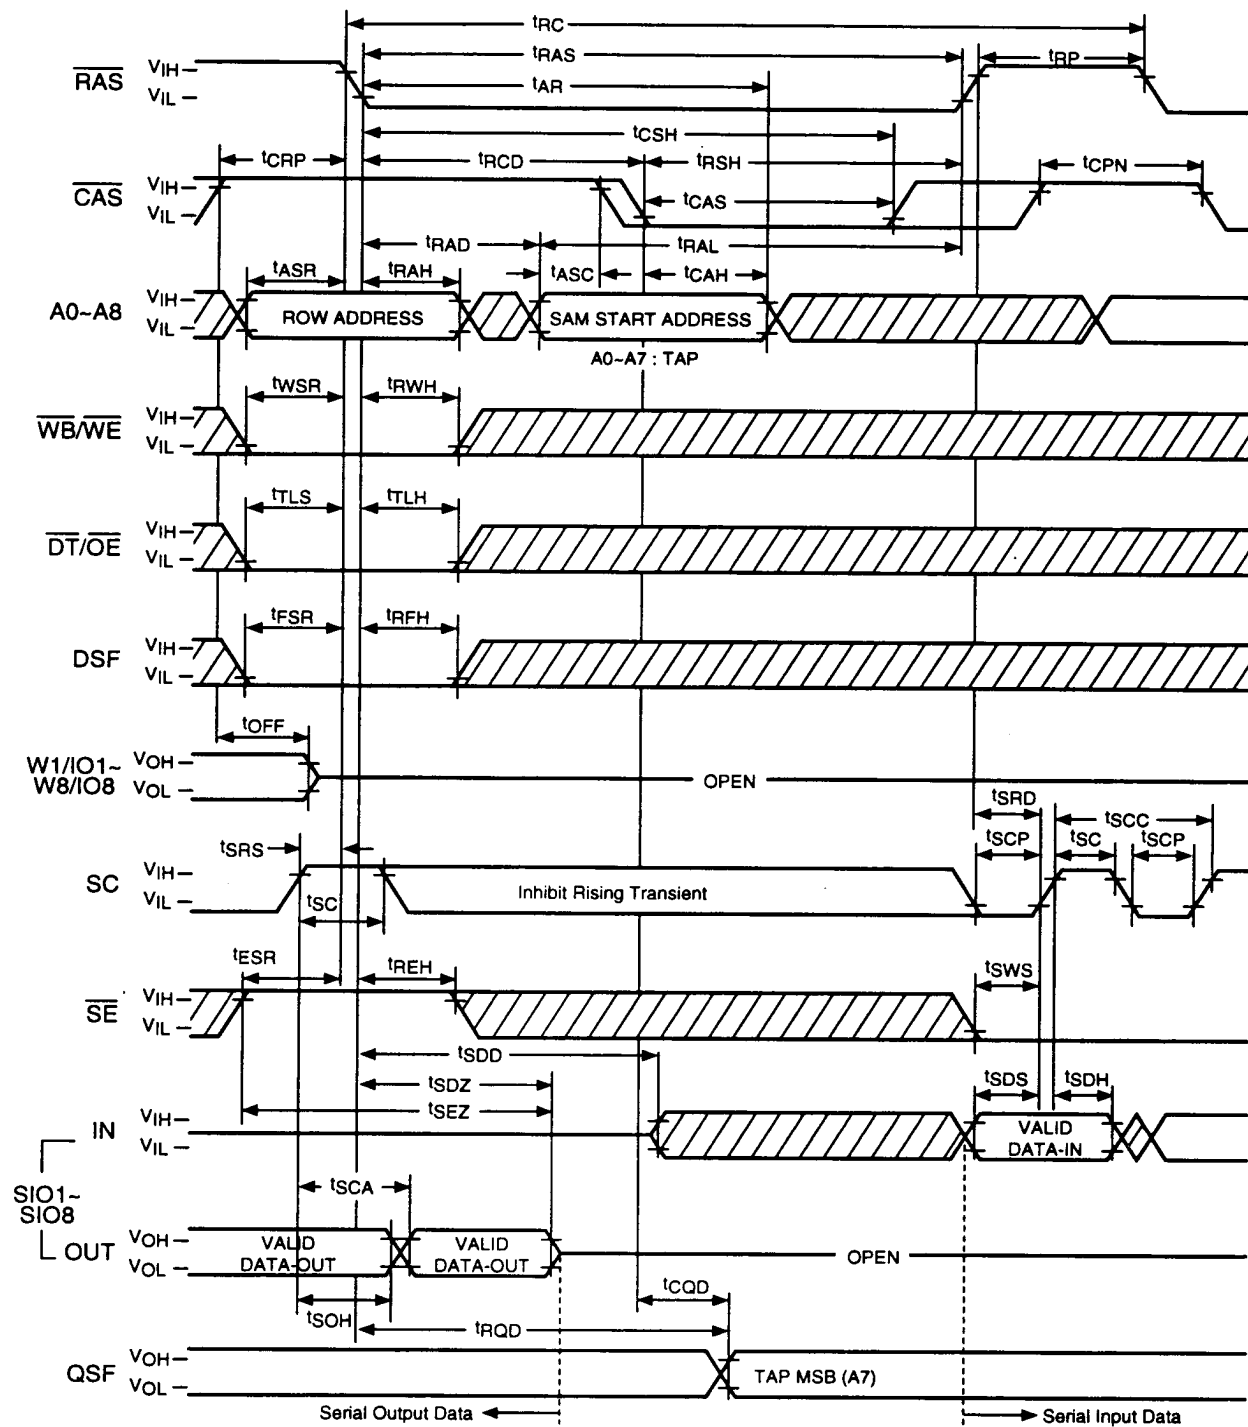 tRC
tRAS
tRP
RAS VIH
VIL
tAR
tCSH
tCRP tRCD tRSH tCPN
CAS VIH
VIL
tCAS
tRAD tRAL
tASR tRAH tASC tCAH
A0~A8 VIH
VIL
ROW ADDRESS SAM START ADDRESS
A0~A7 : TAP
tWSR tRWH
WB/WE VIH
VIL
tTLS tTLH
DT/OE VIH
VIL
tFSR tRFH
DSF VIH
VIL
tOFF
W1/IO1~
W8/IO8
VOH
VOL
OPEN
tSRD
tSCC
tSRS tSCP tSC tSCP
SC VIH
VIL
tSC
Inhibit Rising Transient
tESR tREH tSWS
SE VIH
VIL
tSDD
tSDZ tSDS tSDH
tSEZ
IN VIH
VIL
VALID
DATA-IN
SIO1~
SIO8
tSCA
OUT VOH
VOL
VALID
DATA-OUT
VALID
DATA-OUT
OPEN
tCQD
tSOH
tRQD
QSF VOH
VOL
TAP MSB (A7)
Serial Output Data
Serial Input Data